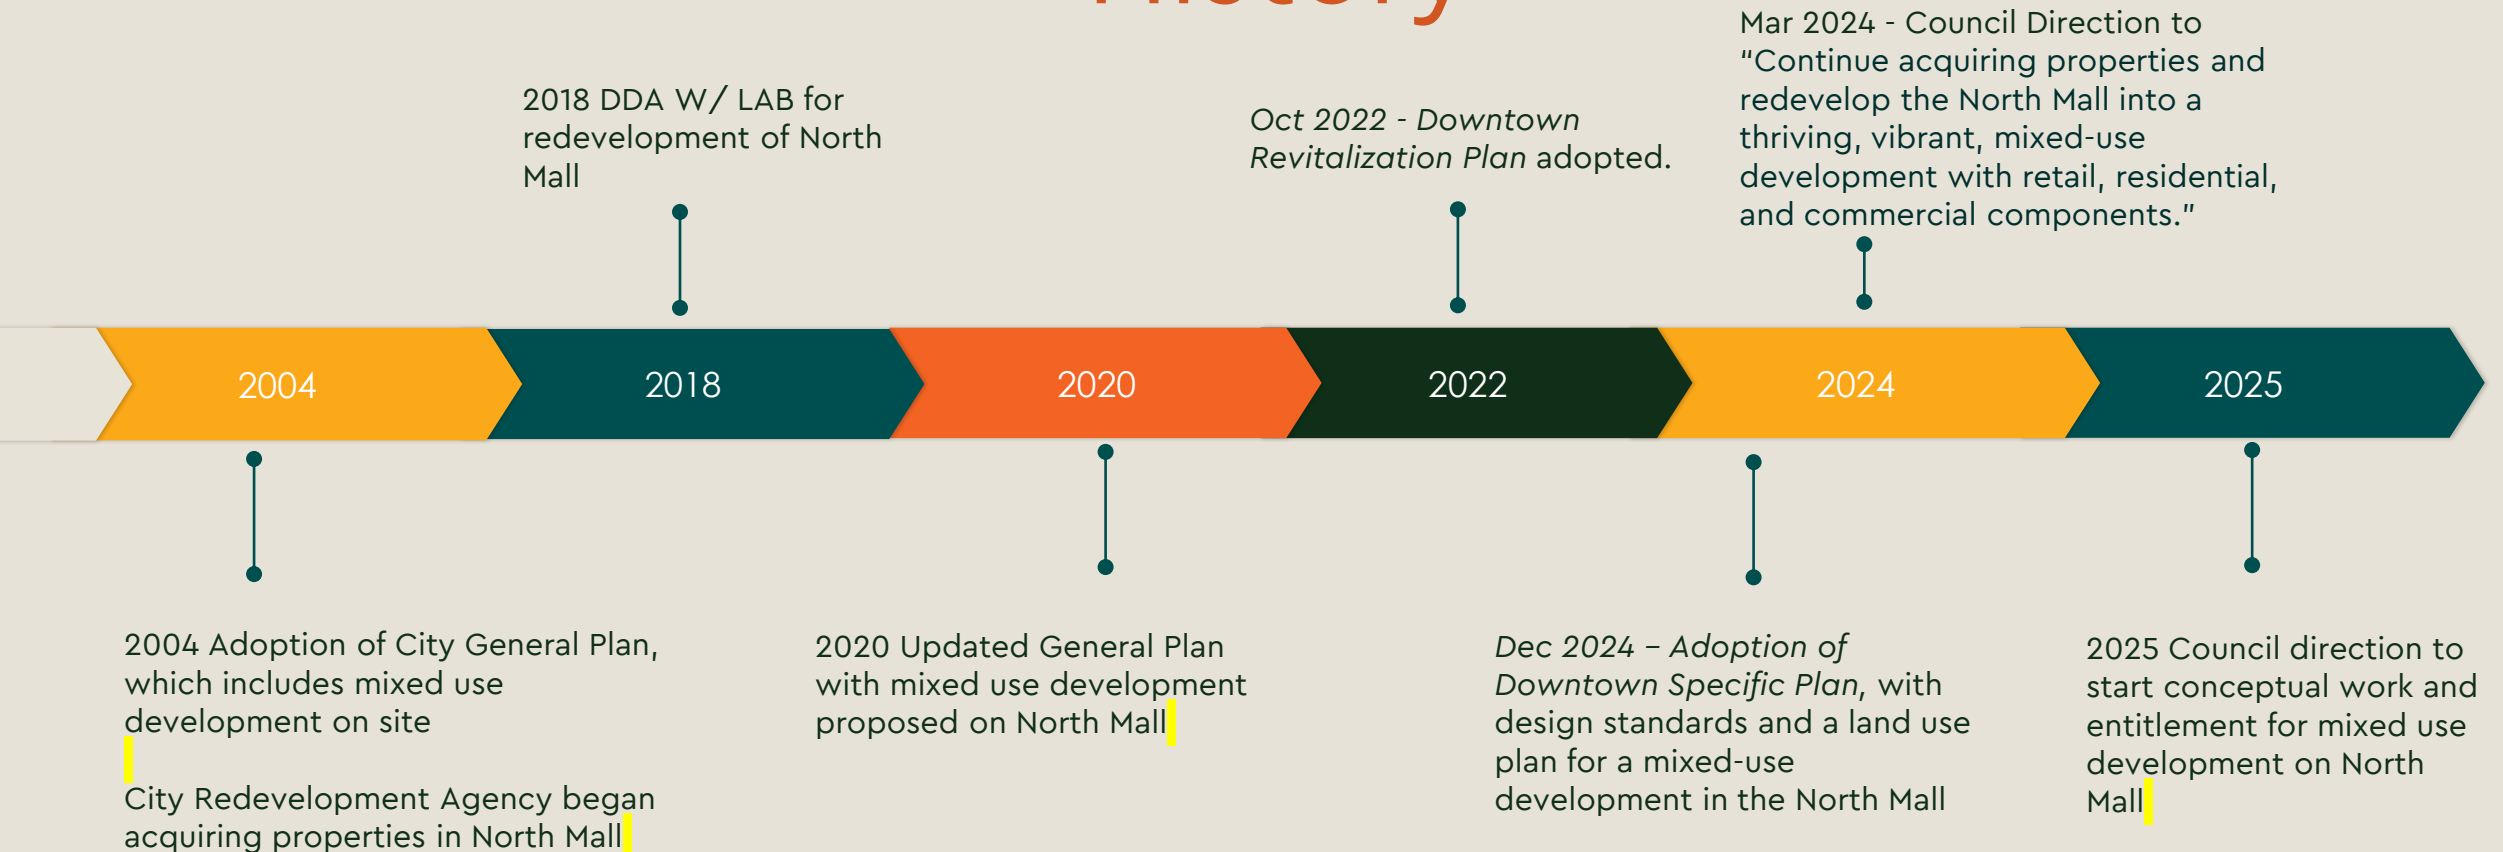 History
2018 DDA W/ LAB for
redevelopment of North
Mall
Oct 2022 - Downtown
Revitalization Plan adopted.
Mar 2024 - Council Direction to
“Continue acquiring properties and
redevelop the North Mall into a
thriving, vibrant, mixed-use
development with retail, residential,
and commercial components.”
2004
2018
2020
2022
2024
2025
2004 Adoption of City General Plan,
which includes mixed use
development on site
City Redevelopment Agency began
acquiring properties in North Mall
2020 Updated General Plan
with mixed use development
proposed on North Mall
Dec 2024 – Adoption of
Downtown Specific Plan, with
design standards and a land use
plan for a mixed-use
development in the North Mall
2025 Council direction to
start conceptual work and
entitlement for mixed use
development on North
Mall